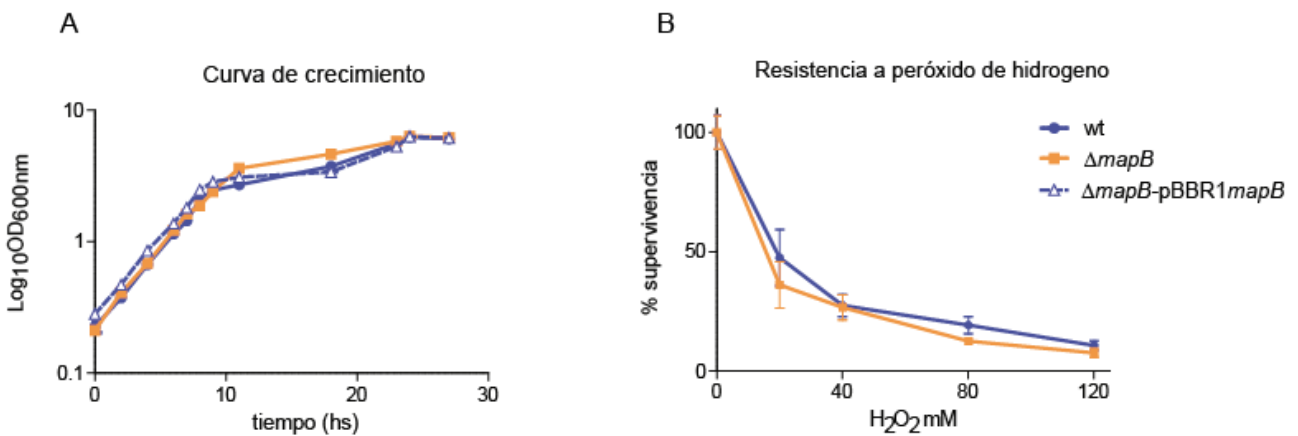 A
Curva de crecimiento
Log10OD600nm
10
1
0.1
0 10 20 30
tiempo (hs)
B
Resistencia a peróxido de hidrogeno
% supervivencia
100
50
0
0 40 80 120
H2O2 mM
wt
ΔmapB
ΔmapB-pBBR1mapB